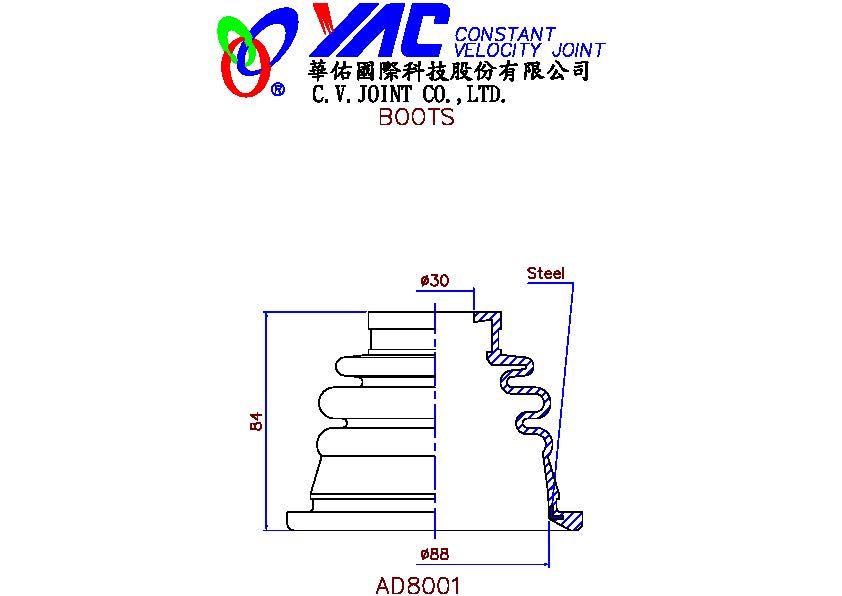 YAC CONSTANT
VELOCITY JOINT
®
華佑國際科技股份有限公司
C.V.JOINT CO.,LTD.
BOOTS
ø30
Steel
84
ø88
AD8001